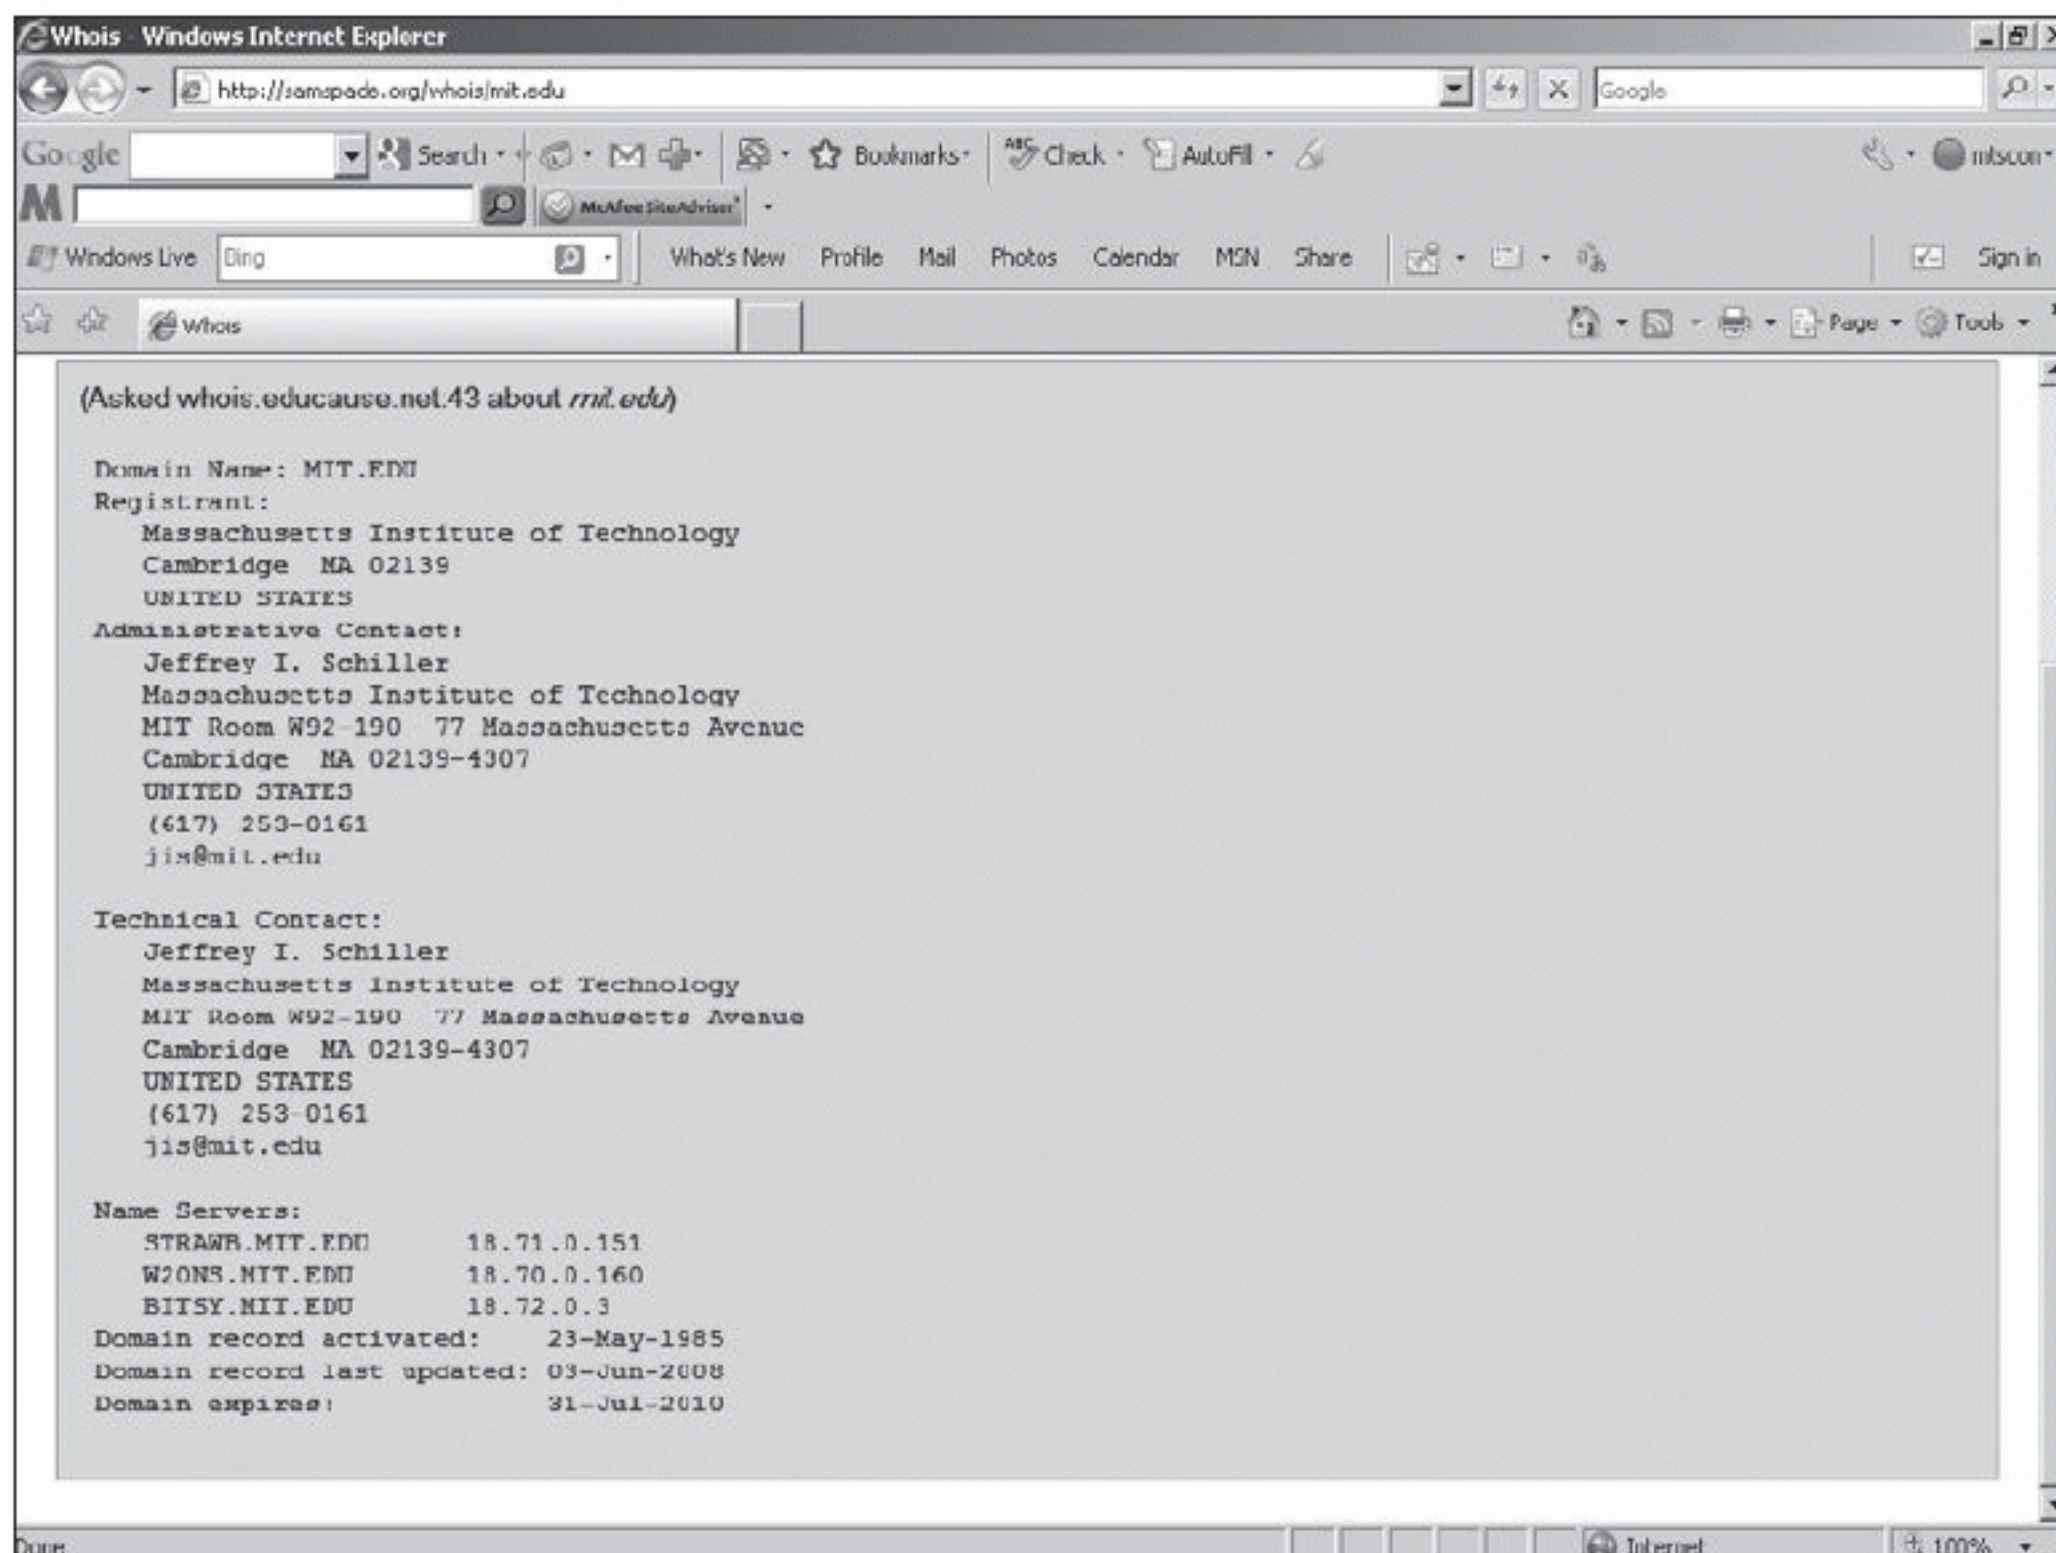 Whois - Windows Internet Explorer
http://samspade.org/whois/mit.edu
Google
Google
Search
Bookmarks
ABC Check
AutoFill
mtscon
M
McAfee SiteAdvisor
Windows Live
Bing
What's New
Profile
Mail
Photos
Calendar
MSN
Share
Sign in
Whois
Page
Tools
(Asked whois.educause.net.43 about mit.edu)
Domain Name: MIT.EDU
Registrant:
Massachusetts Institute of Technology
Cambridge MA 02139
UNITED STATES
Administrative Contact:
Jeffrey I. Schiller
Massachusetts Institute of Technology
MIT Room W92-190 77 Massachusetts Avenue
Cambridge MA 02139-4307
UNITED STATES
(617) 253-0161
jis@mit.edu
Technical Contact:
Jeffrey I. Schiller
Massachusetts Institute of Technology
MIT Room W92-190 77 Massachusetts Avenue
Cambridge MA 02139-4307
UNITED STATES
(617) 253-0161
jis@mit.edu
Name Servers:
STRAWB.MIT.EDU 18.71.0.151
W20NS.MIT.EDU 18.70.0.160
BITSY.MIT.EDU 18.72.0.3
Domain record activated: 23-May-1985
Domain record last updated: 03-Jun-2008
Domain expires: 31-Jul-2010
Done
Internet
100%